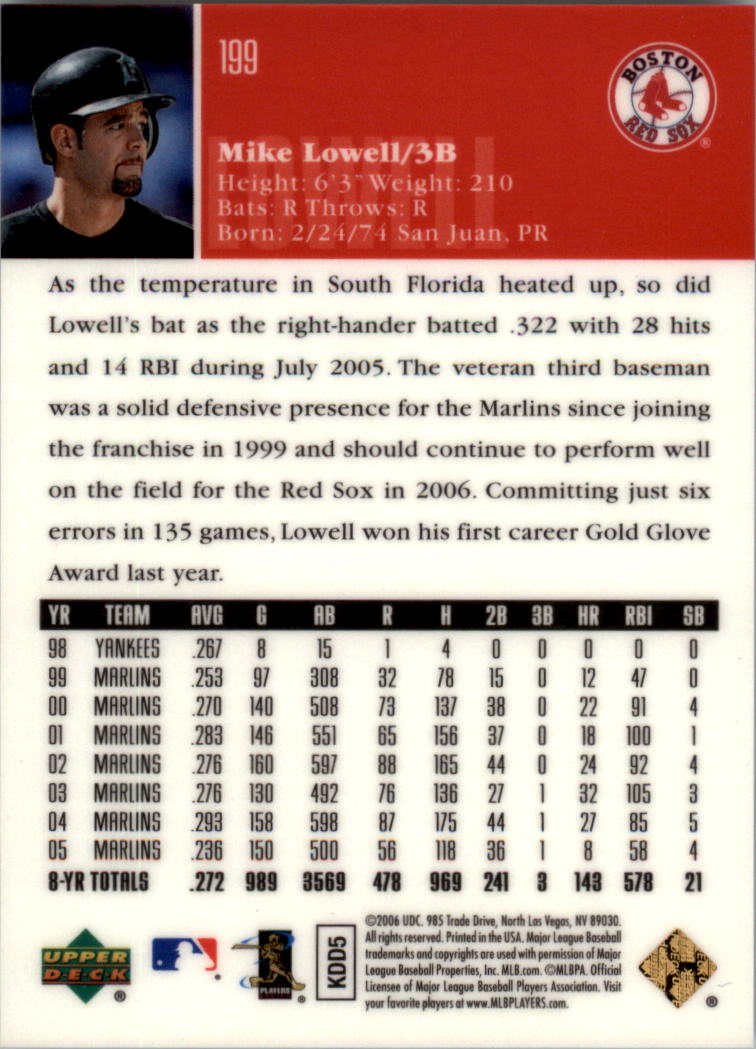 199
BOSTON
RED SOX
®
LOWELL
Mike Lowell/3B
Height: 6'3" Weight: 210
Bats: R Throws: R
Born: 2/24/74 San Juan, PR
As the temperature in South Florida heated up, so did
Lowell's bat as the right-hander batted .322 with 28 hits
and 14 RBI during July 2005. The veteran third baseman
was a solid defensive presence for the Marlins since joining
the franchise in 1999 and should continue to perform well
on the field for the Red Sox in 2006. Committing just six
errors in 135 games, Lowell won his first career Gold Glove
Award last year.
YR TEAM AVG G AB R H 2B 3B HR RBI SB
98 YANKEES .267 8 15 1 4 0 0 0 0 0
99 MARLINS .253 97 308 32 78 15 0 12 47 0
00 MARLINS .270 140 508 73 137 38 0 22 91 4
01 MARLINS .283 146 551 65 156 37 0 18 100 1
02 MARLINS .276 160 597 88 165 44 0 24 92 4
03 MARLINS .276 130 492 76 136 27 1 32 105 3
04 MARLINS .293 158 598 87 175 44 1 27 85 5
05 MARLINS .236 150 500 56 118 36 1 8 58 4
8-YR TOTALS .272 989 3569 478 969 241 3 143 578 21
UPPER
DECK
®
PLAYERS
®
KDD5
©2006 UDC. 985 Trade Drive, North Las Vegas, NV 89030.
All rights reserved. Printed in the USA. Major League Baseball
trademarks and copyrights are used with permission of Major
League Baseball Properties, Inc. MLB.com. ©MLBPA. Official
Licensee of Major League Baseball Players Association. Visit
your favorite players at www.MLBPLAYERS.com.
®